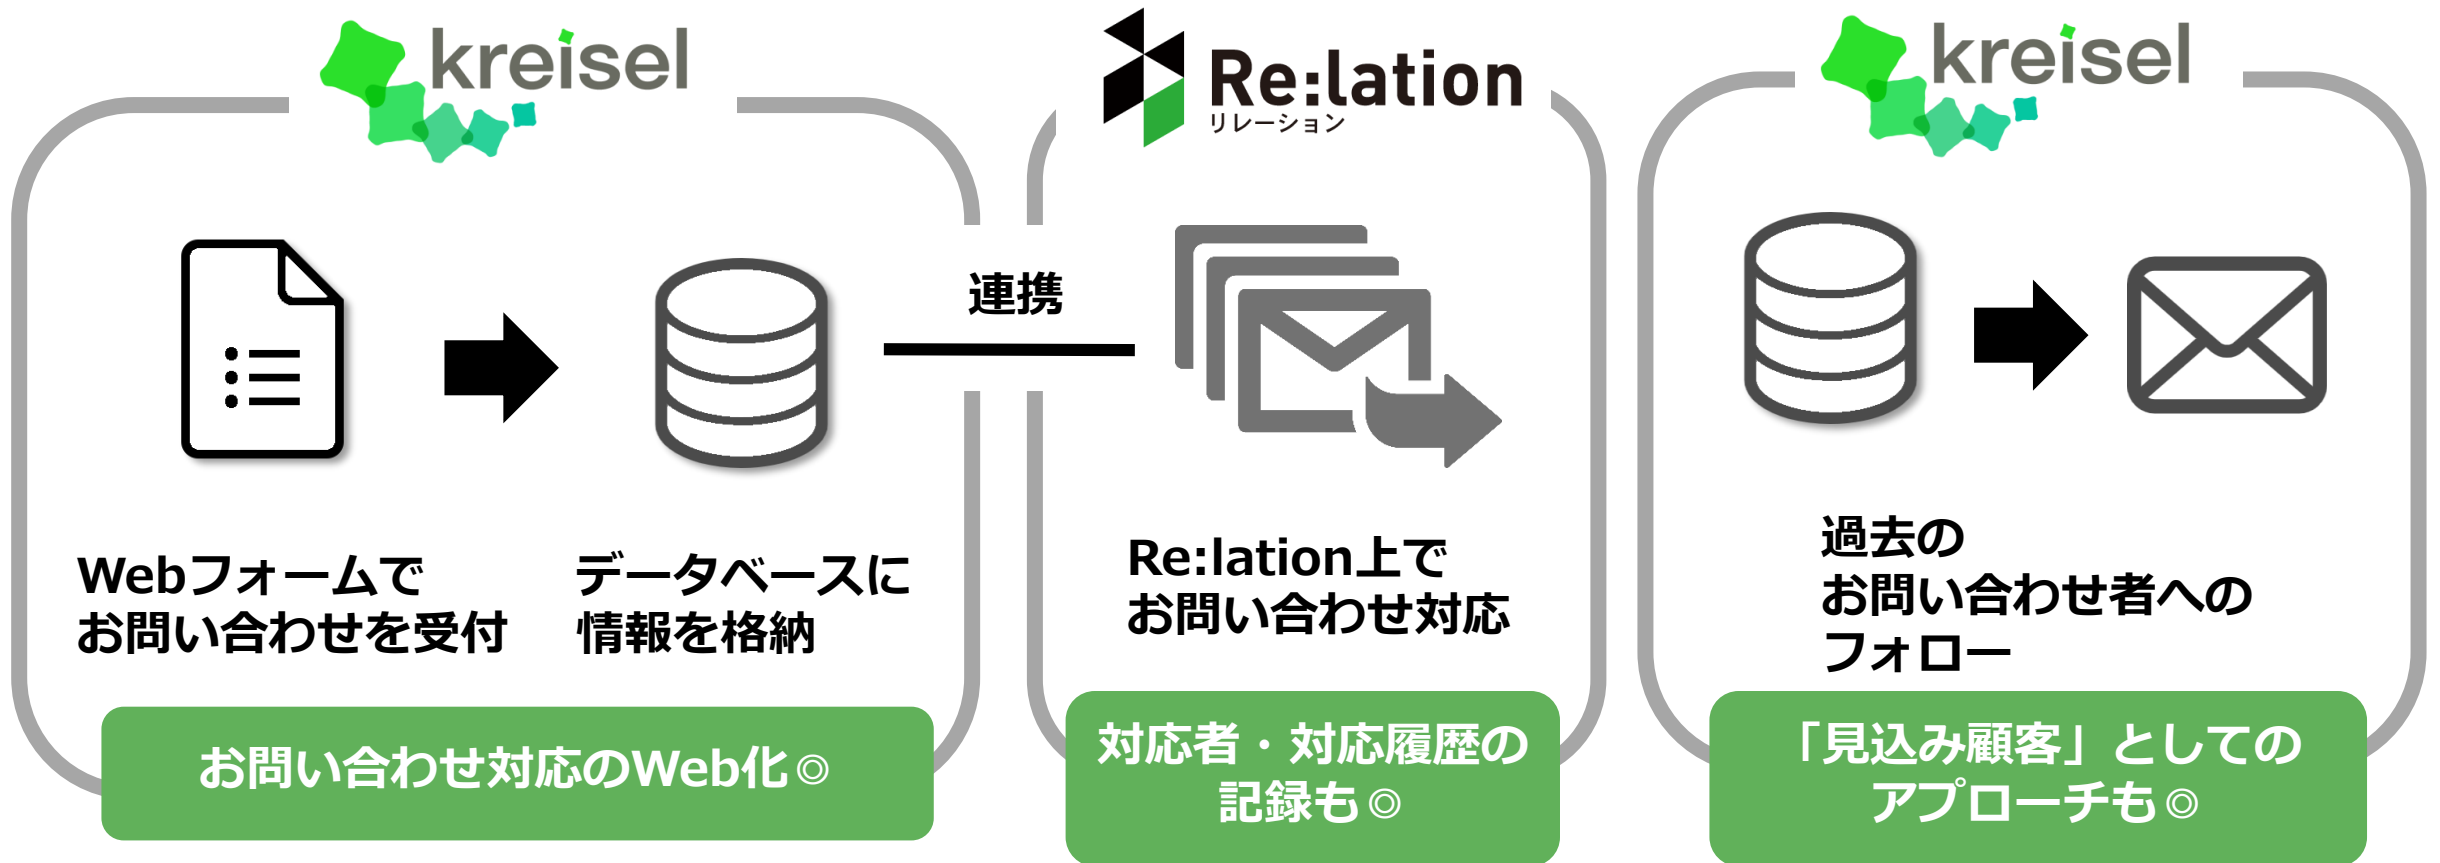 kreisel
Webフォームで
お問い合わせを受付
データベースに
情報を格納
お問い合わせ対応のWeb化◎
連携
Re:lation
リレーション
Re:lation上で
お問い合わせ対応
対応者・対応履歴の
記録も◎
kreisel
過去の
お問い合わせ者への
フォロー
「見込み顧客」としての
アプローチも◎